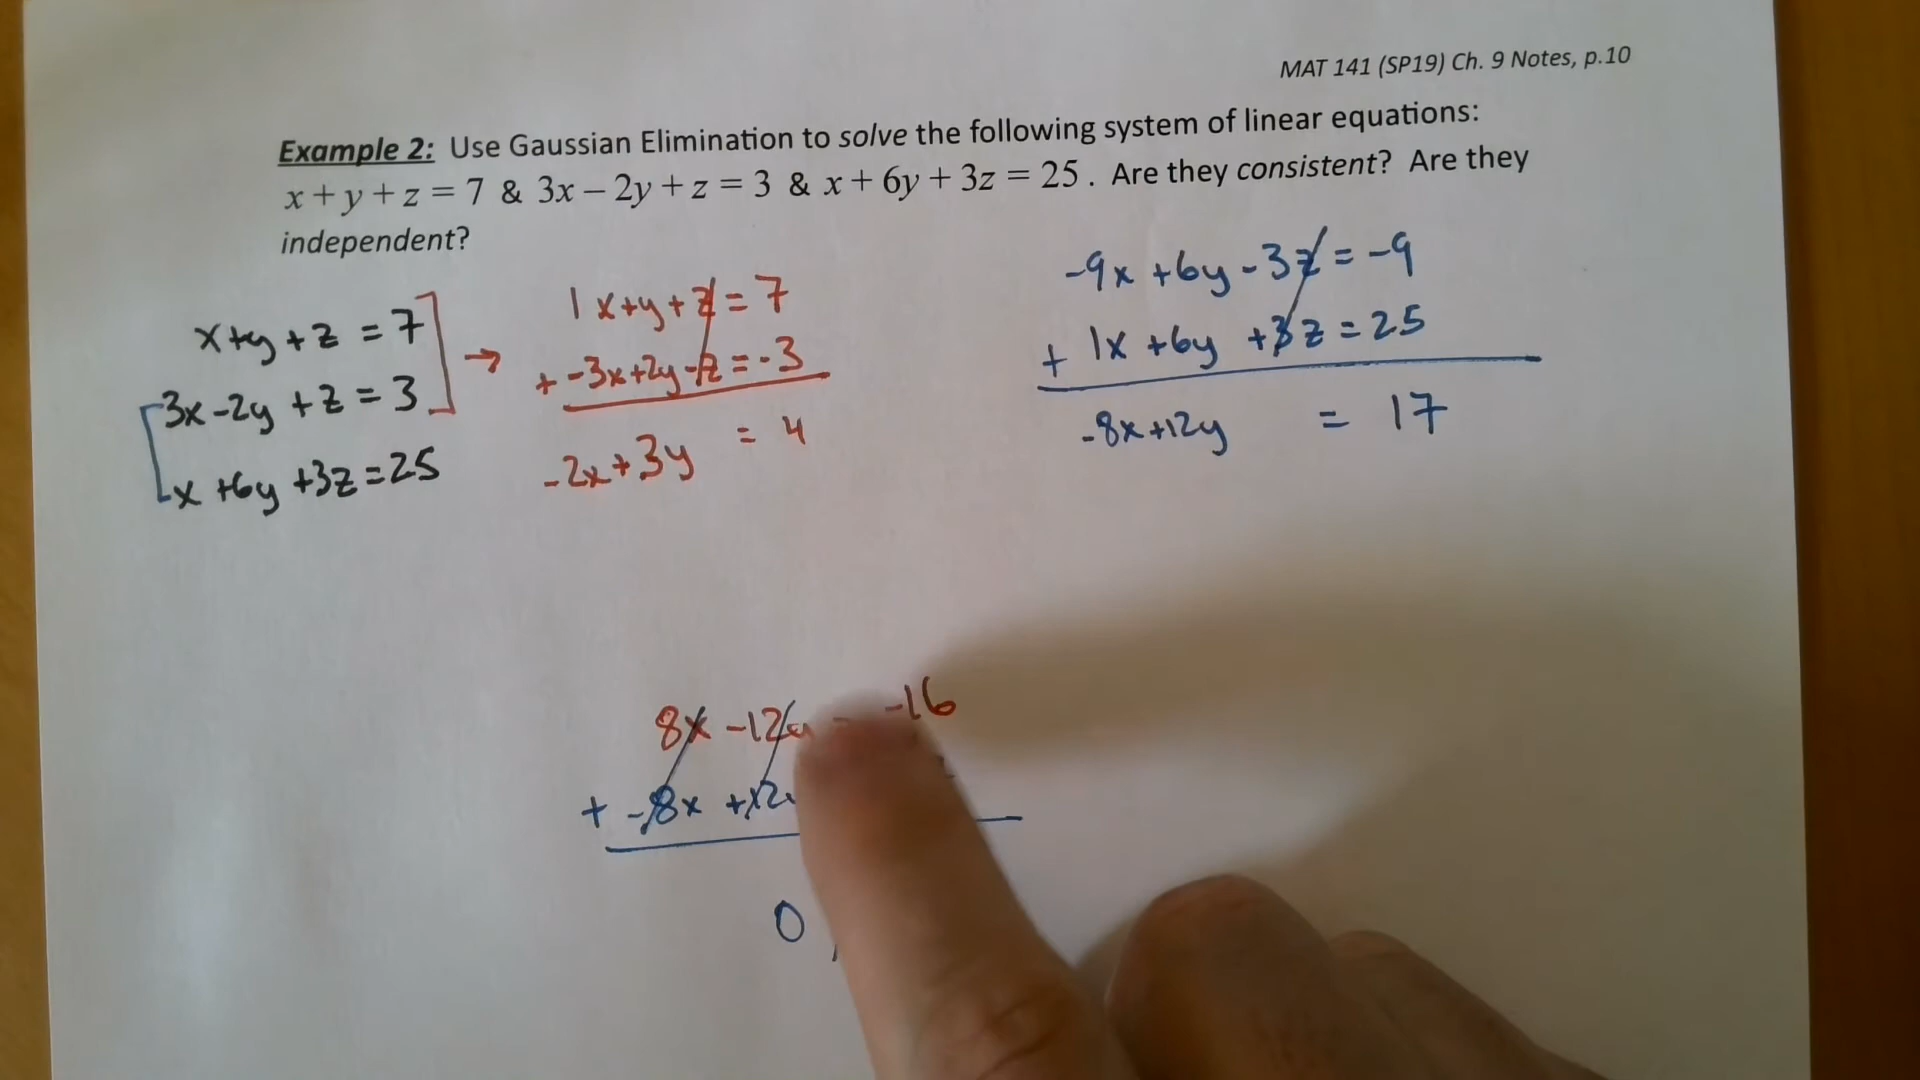 MAT 141 (SP19) Ch. 9 Notes, p.10
Example 2: Use Gaussian Elimination to solve the following system of linear equations:
x + y + z = 7 & 3x − 2y + z = 3 & x + 6y + 3z = 25 . Are they consistent? Are they
independent?
x+y+z = 7
3x-2y+z = 3
x+6y+3z=25
→
1x+y+z=7
+ -3x+2y-z=-3
-2x+3y = 4
-9x+6y-3z=-9
+ 1x+6y+3z=25
-8x+12y = 17
8x -12y = -16
+ -8x +12
0